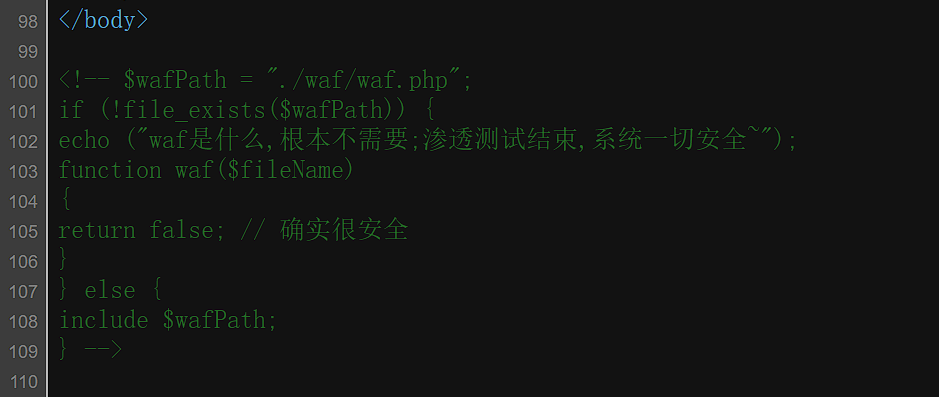 98 </body>
99
100 <!-- $wafPath = "./waf/waf.php";
101 if (!file_exists($wafPath)) {
102 echo ("waf是什么,根本不需要;渗透测试结束,系统一切安全~");
103 function waf($fileName)
104 {
105 return false; // 确实很安全
106 }
107 } else {
108 include $wafPath;
109 } -->
110